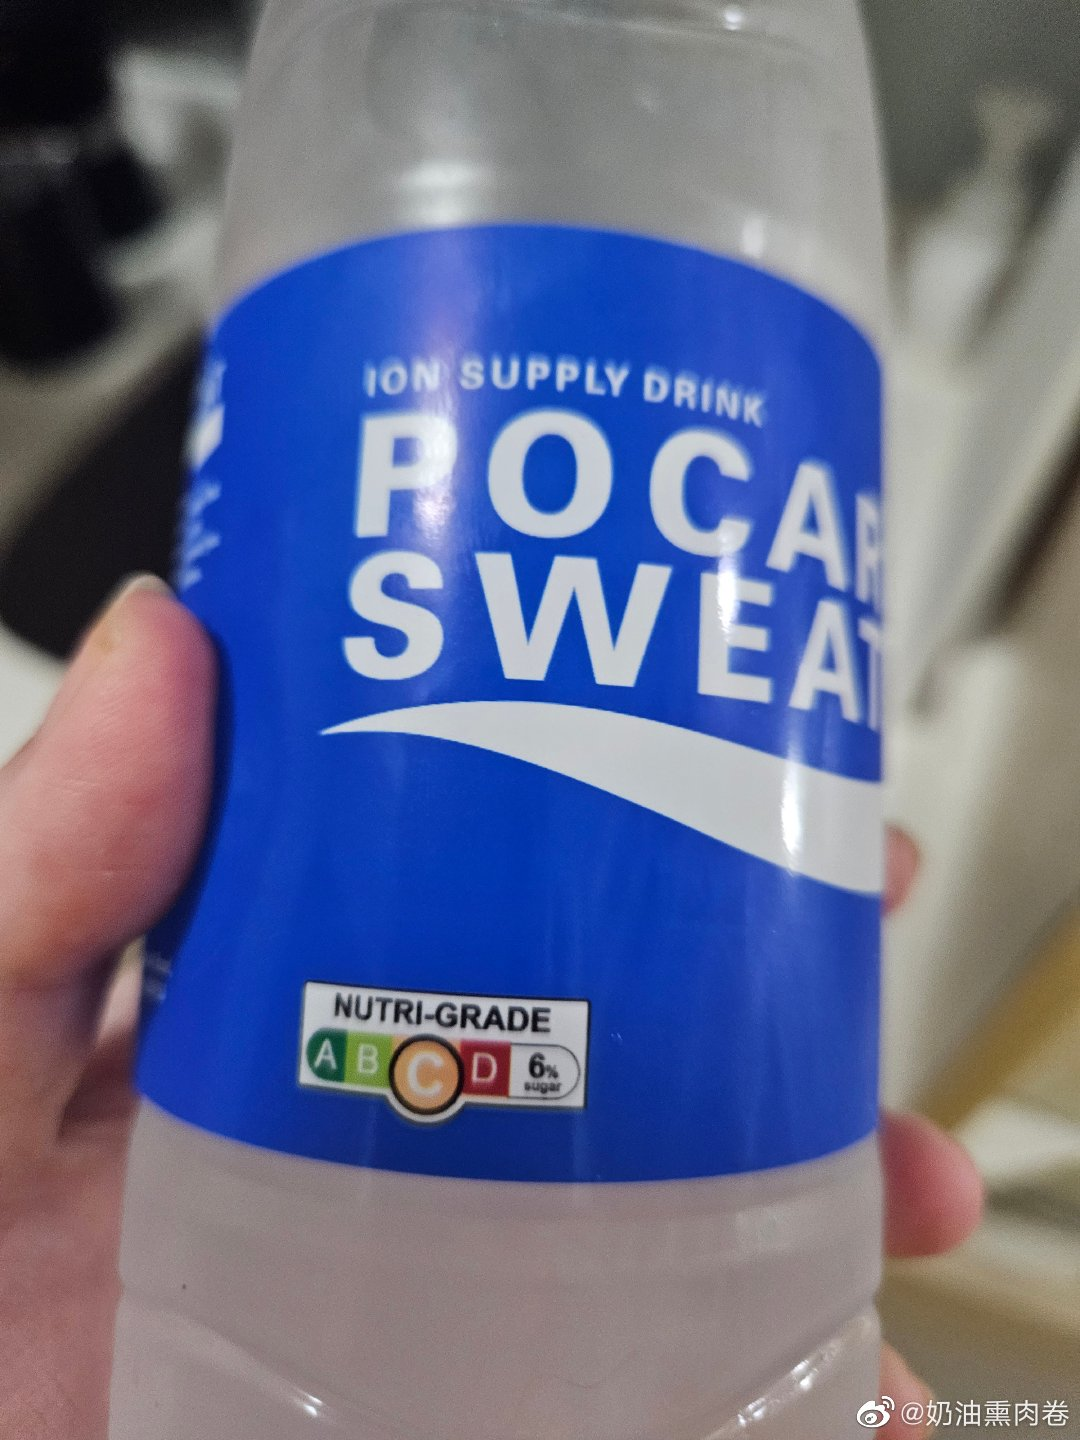 ION SUPPLY DRINK
POCAR
SWEAT
NUTRI-GRADE
A B C D 6% sugar
@奶油熏肉卷